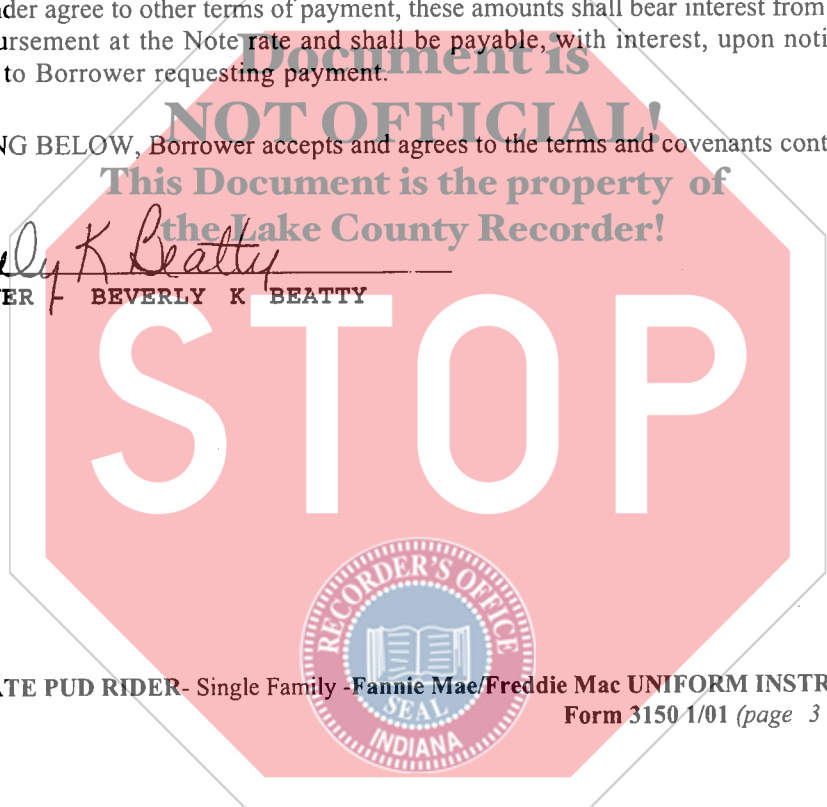 der agree to other terms of payment, these amounts shall bear interest from
ursement at the Note rate and shall be payable, with interest, upon noti
to Borrower requesting payment.
Document is
NOT OFFICIAL!
NG BELOW, Borrower accepts and agrees to the terms and covenants cont
This Document is the property of
the Lake County Recorder!
ly K Beatty
ER - BEVERLY K BEATTY
STOP
RECORDER'S OFFICE
SEAL
INDIANA
ATE PUD RIDER- Single Family -Fannie Mae/Freddie Mac UNIFORM INSTR
Form 3150 1/01 (page 3